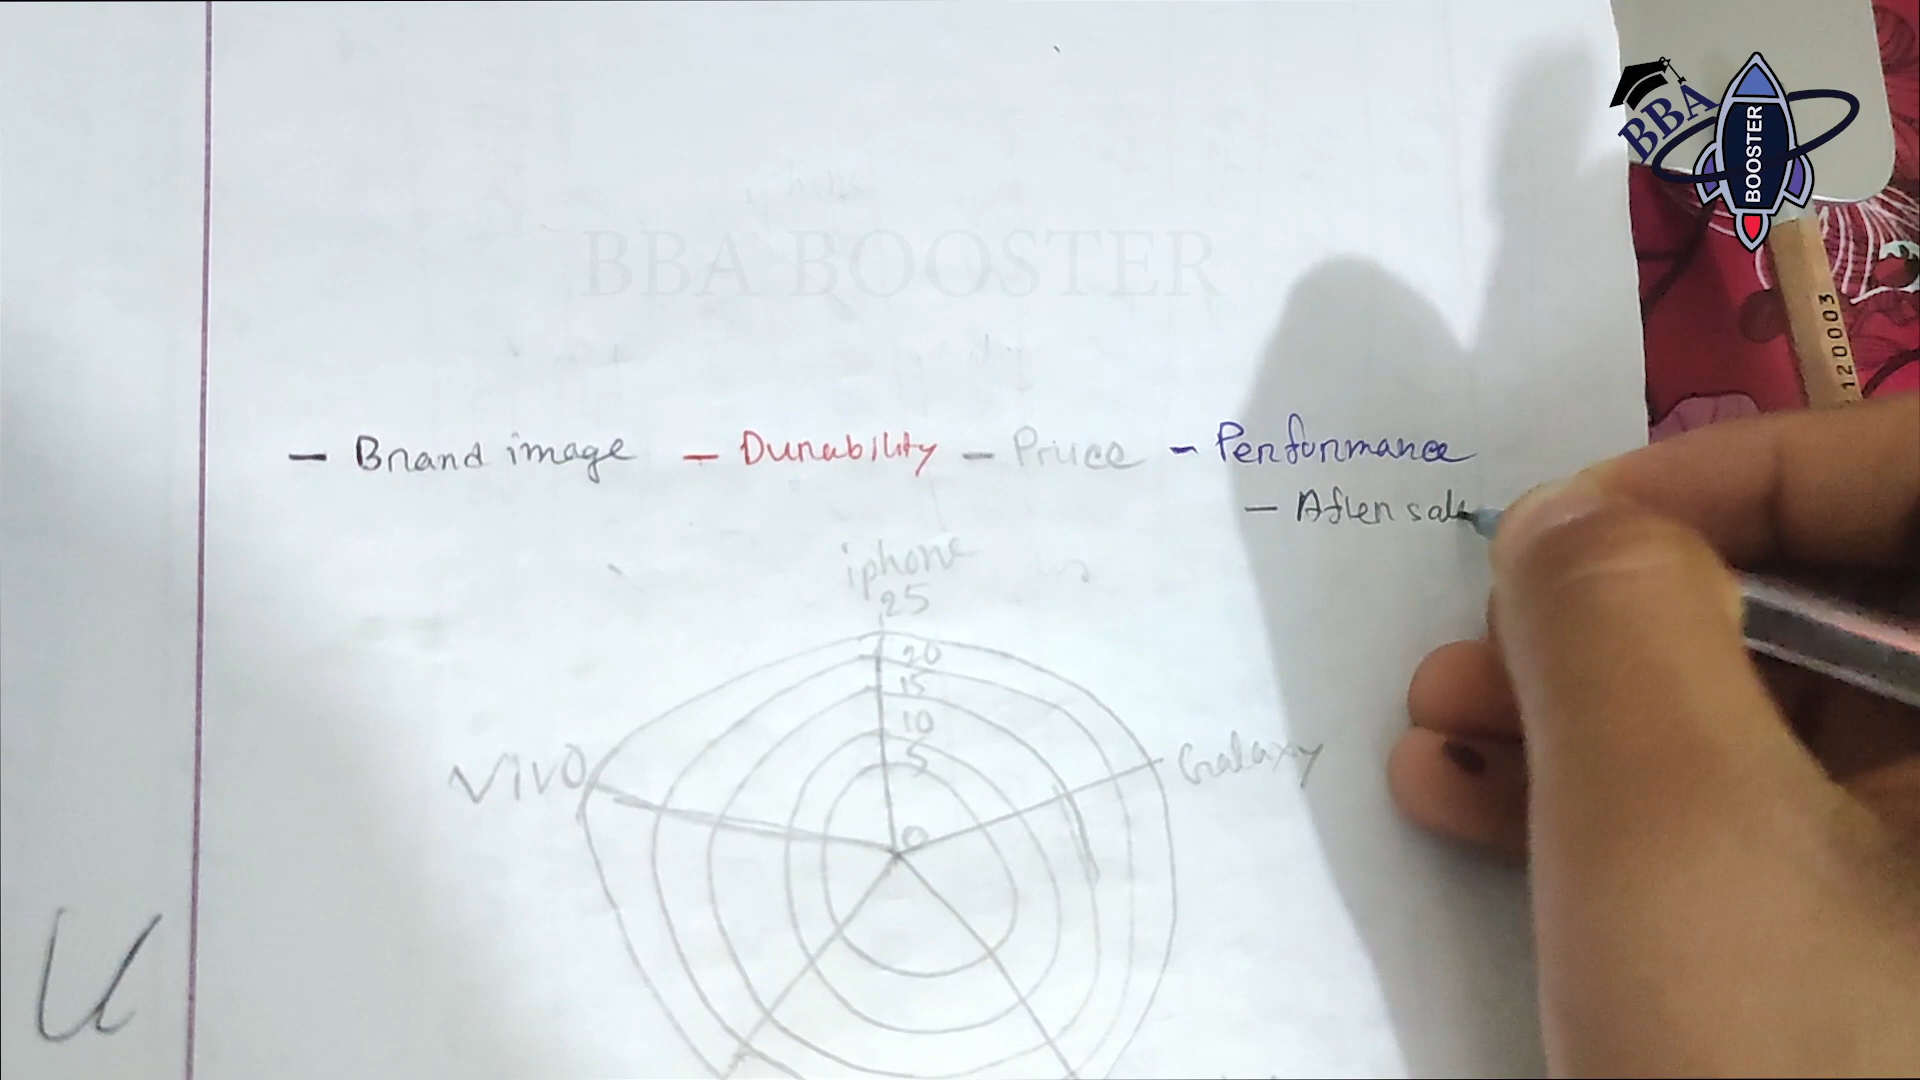 BBA
BOOSTER
BBA BOOSTER
120003
- Brand image - Durability - Price - Performance
- After sale
iphone
25
20
15
10
5
0
Vivo
Galaxy